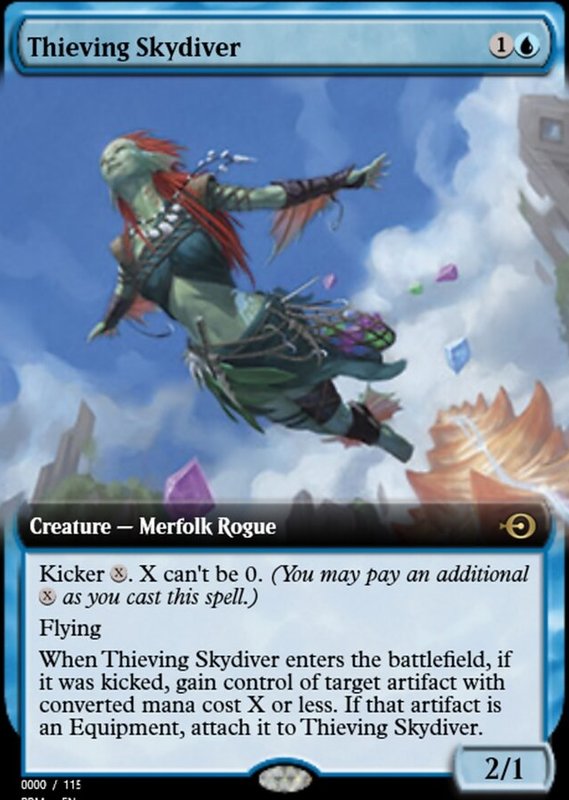 Thieving Skydiver 1
Creature — Merfolk Rogue
Kicker X. X can't be 0. (You may pay an additional
X as you cast this spell.)
Flying
When Thieving Skydiver enters the battlefield, if
it was kicked, gain control of target artifact with
converted mana cost X or less. If that artifact is
an Equipment, attach it to Thieving Skydiver.
2/1
0000 / 115